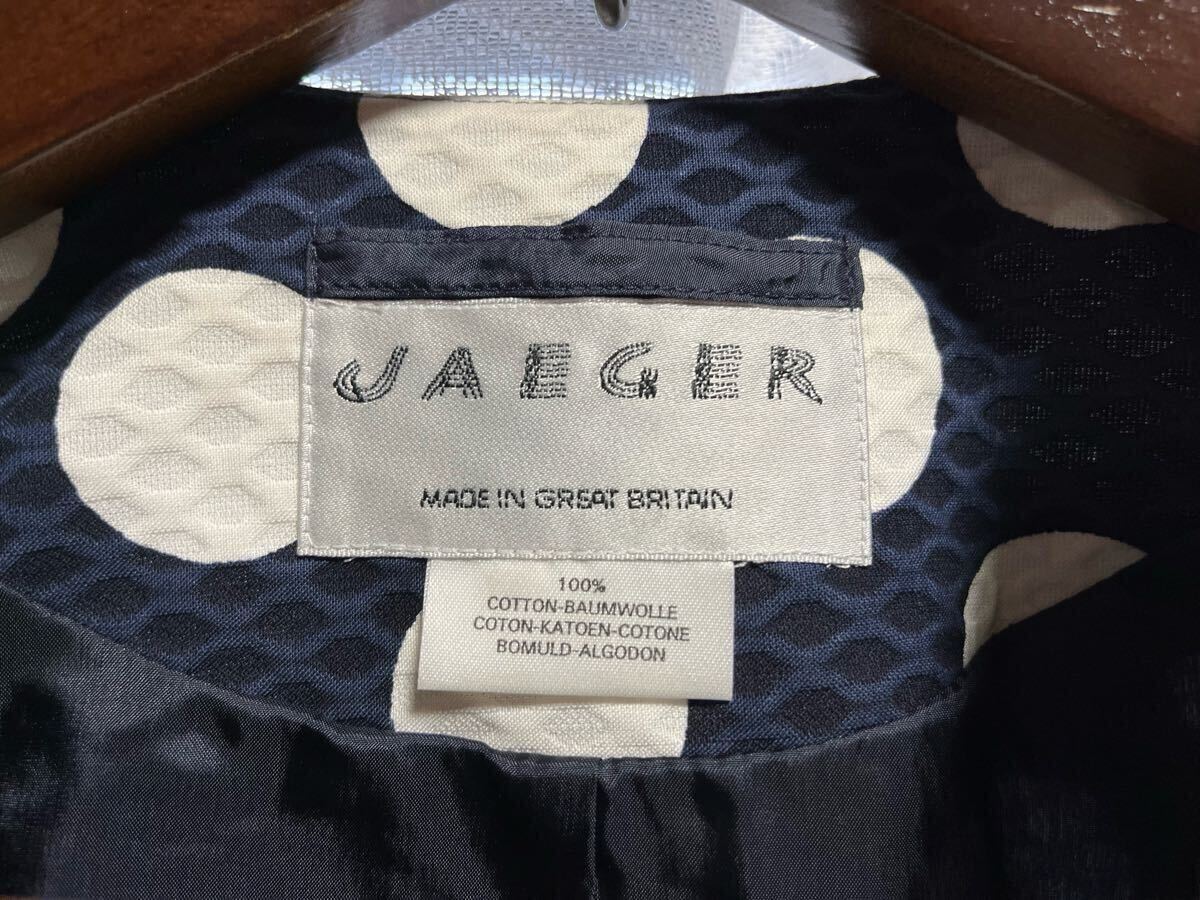 JAEGER
MADE IN GREAT BRITAIN
100%
COTTON-BAUMWOLLE
COTON-KATOEN-COTONE
BOMULD-ALGODON